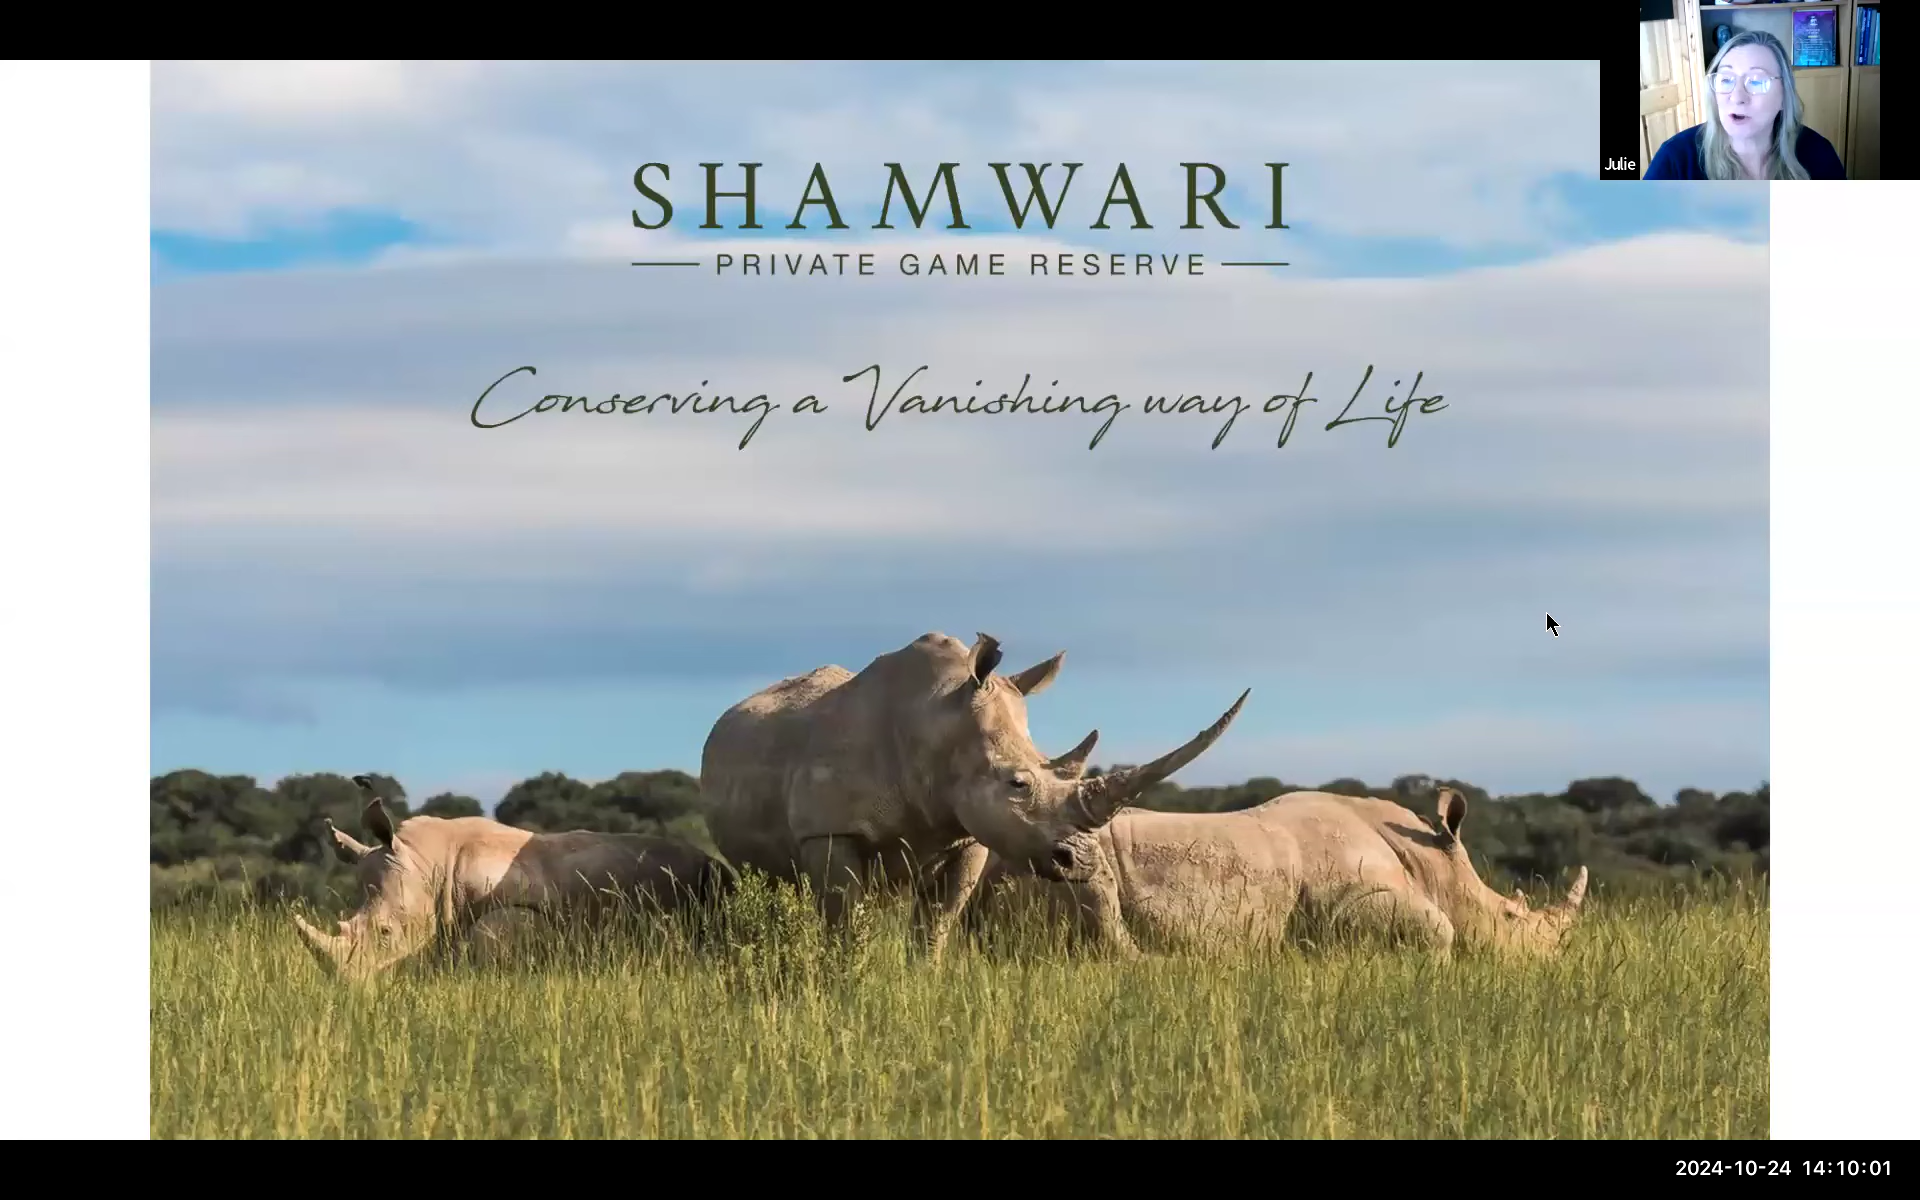 SHAMWARI
PRIVATE GAME RESERVE
Conserving a Vanishing way of Life
Julie
2024-10-24 14:10:01